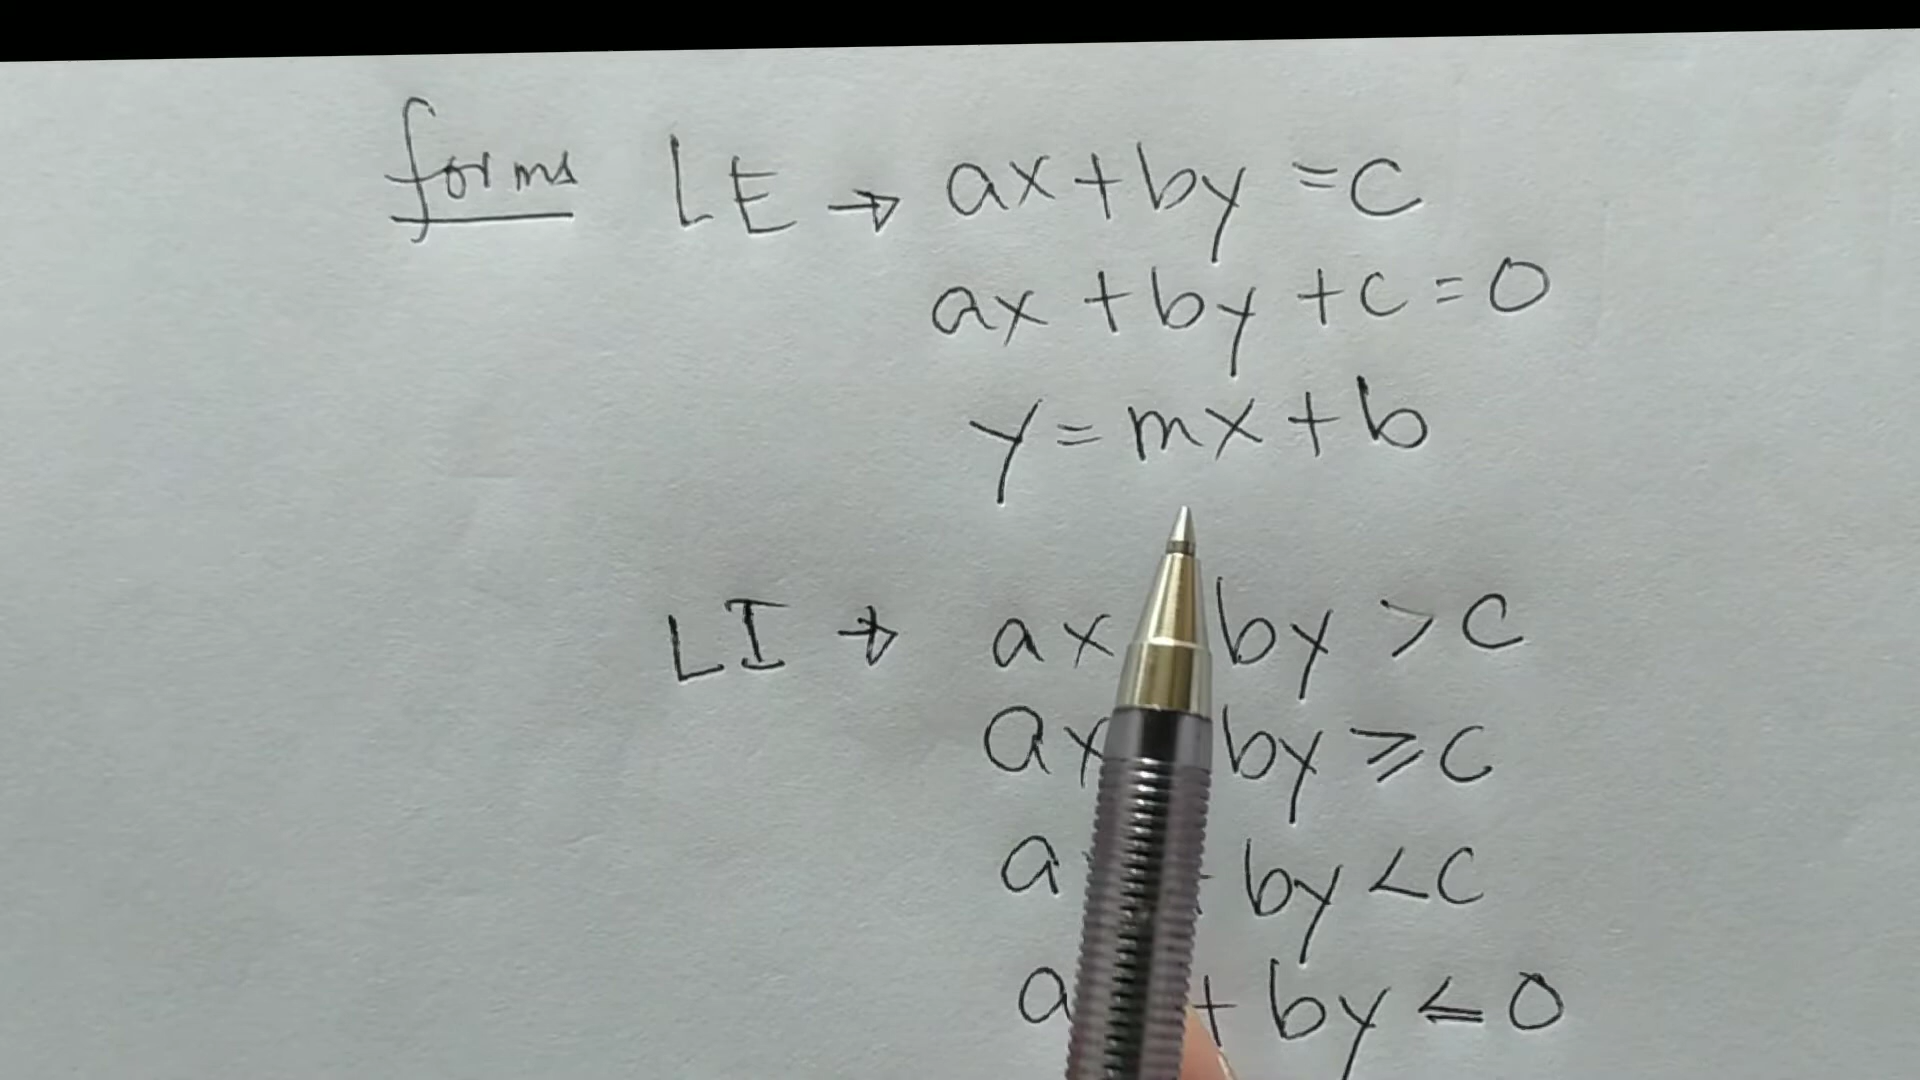 forms LE → ax+by =c
ax +by +c=0
y=mx+b
LI → ax by >c
ax by ≥c
a by <c
a + by ≤ 0